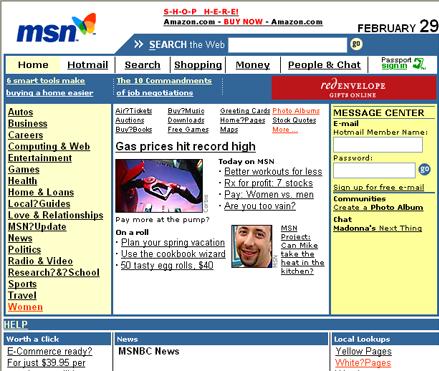 msn
S·H·O·P H·E·R·E!
Amazon.com - BUY NOW - Amazon.com
FEBRUARY 29
SEARCH the Web
go
Home Hotmail Search Shopping Money People & Chat Passport sign in
6 smart tools make buying a home easier
The 10 Commandments of job negotiations
redENVELOPE
GIFTS ONLINE
Autos
Business
Careers
Computing & Web
Entertainment
Games
Health
Home & Loans
Local?Guides
Love & Relationships
MSN?Update
News
Politics
Radio & Video
Research?&?School
Sports
Travel
Women
Air?Tickets Buy?Music Greeting Cards Photo Albums
Auctions Downloads Home?Pages Stock Quotes
Buy?Books Free Games Maps More ...
Gas prices hit record high
Corbis
Pay more at the pump?
Today on MSN
· Better workouts for less
· Rx for profit: 7 stocks
· Pay: Women vs. men
· Are you too vain?
On a roll
· Plan your spring vacation
· Use the cookbook wizard
· 50 tasty egg rolls, $40
MSN
MSN Project:
Can Mike
take the
heat in the
kitchen?
MESSAGE CENTER
E-mail
Hotmail Member Name:
Password:
go
Sign up for free e-mail
Communities
Create a Photo Album
Chat
Madonna's Next Thing
HELP
Worth a Click
E-Commerce ready?
For just $39.95 per
News
MSNBC News
Local Lookups
Yellow Pages
White?Pages